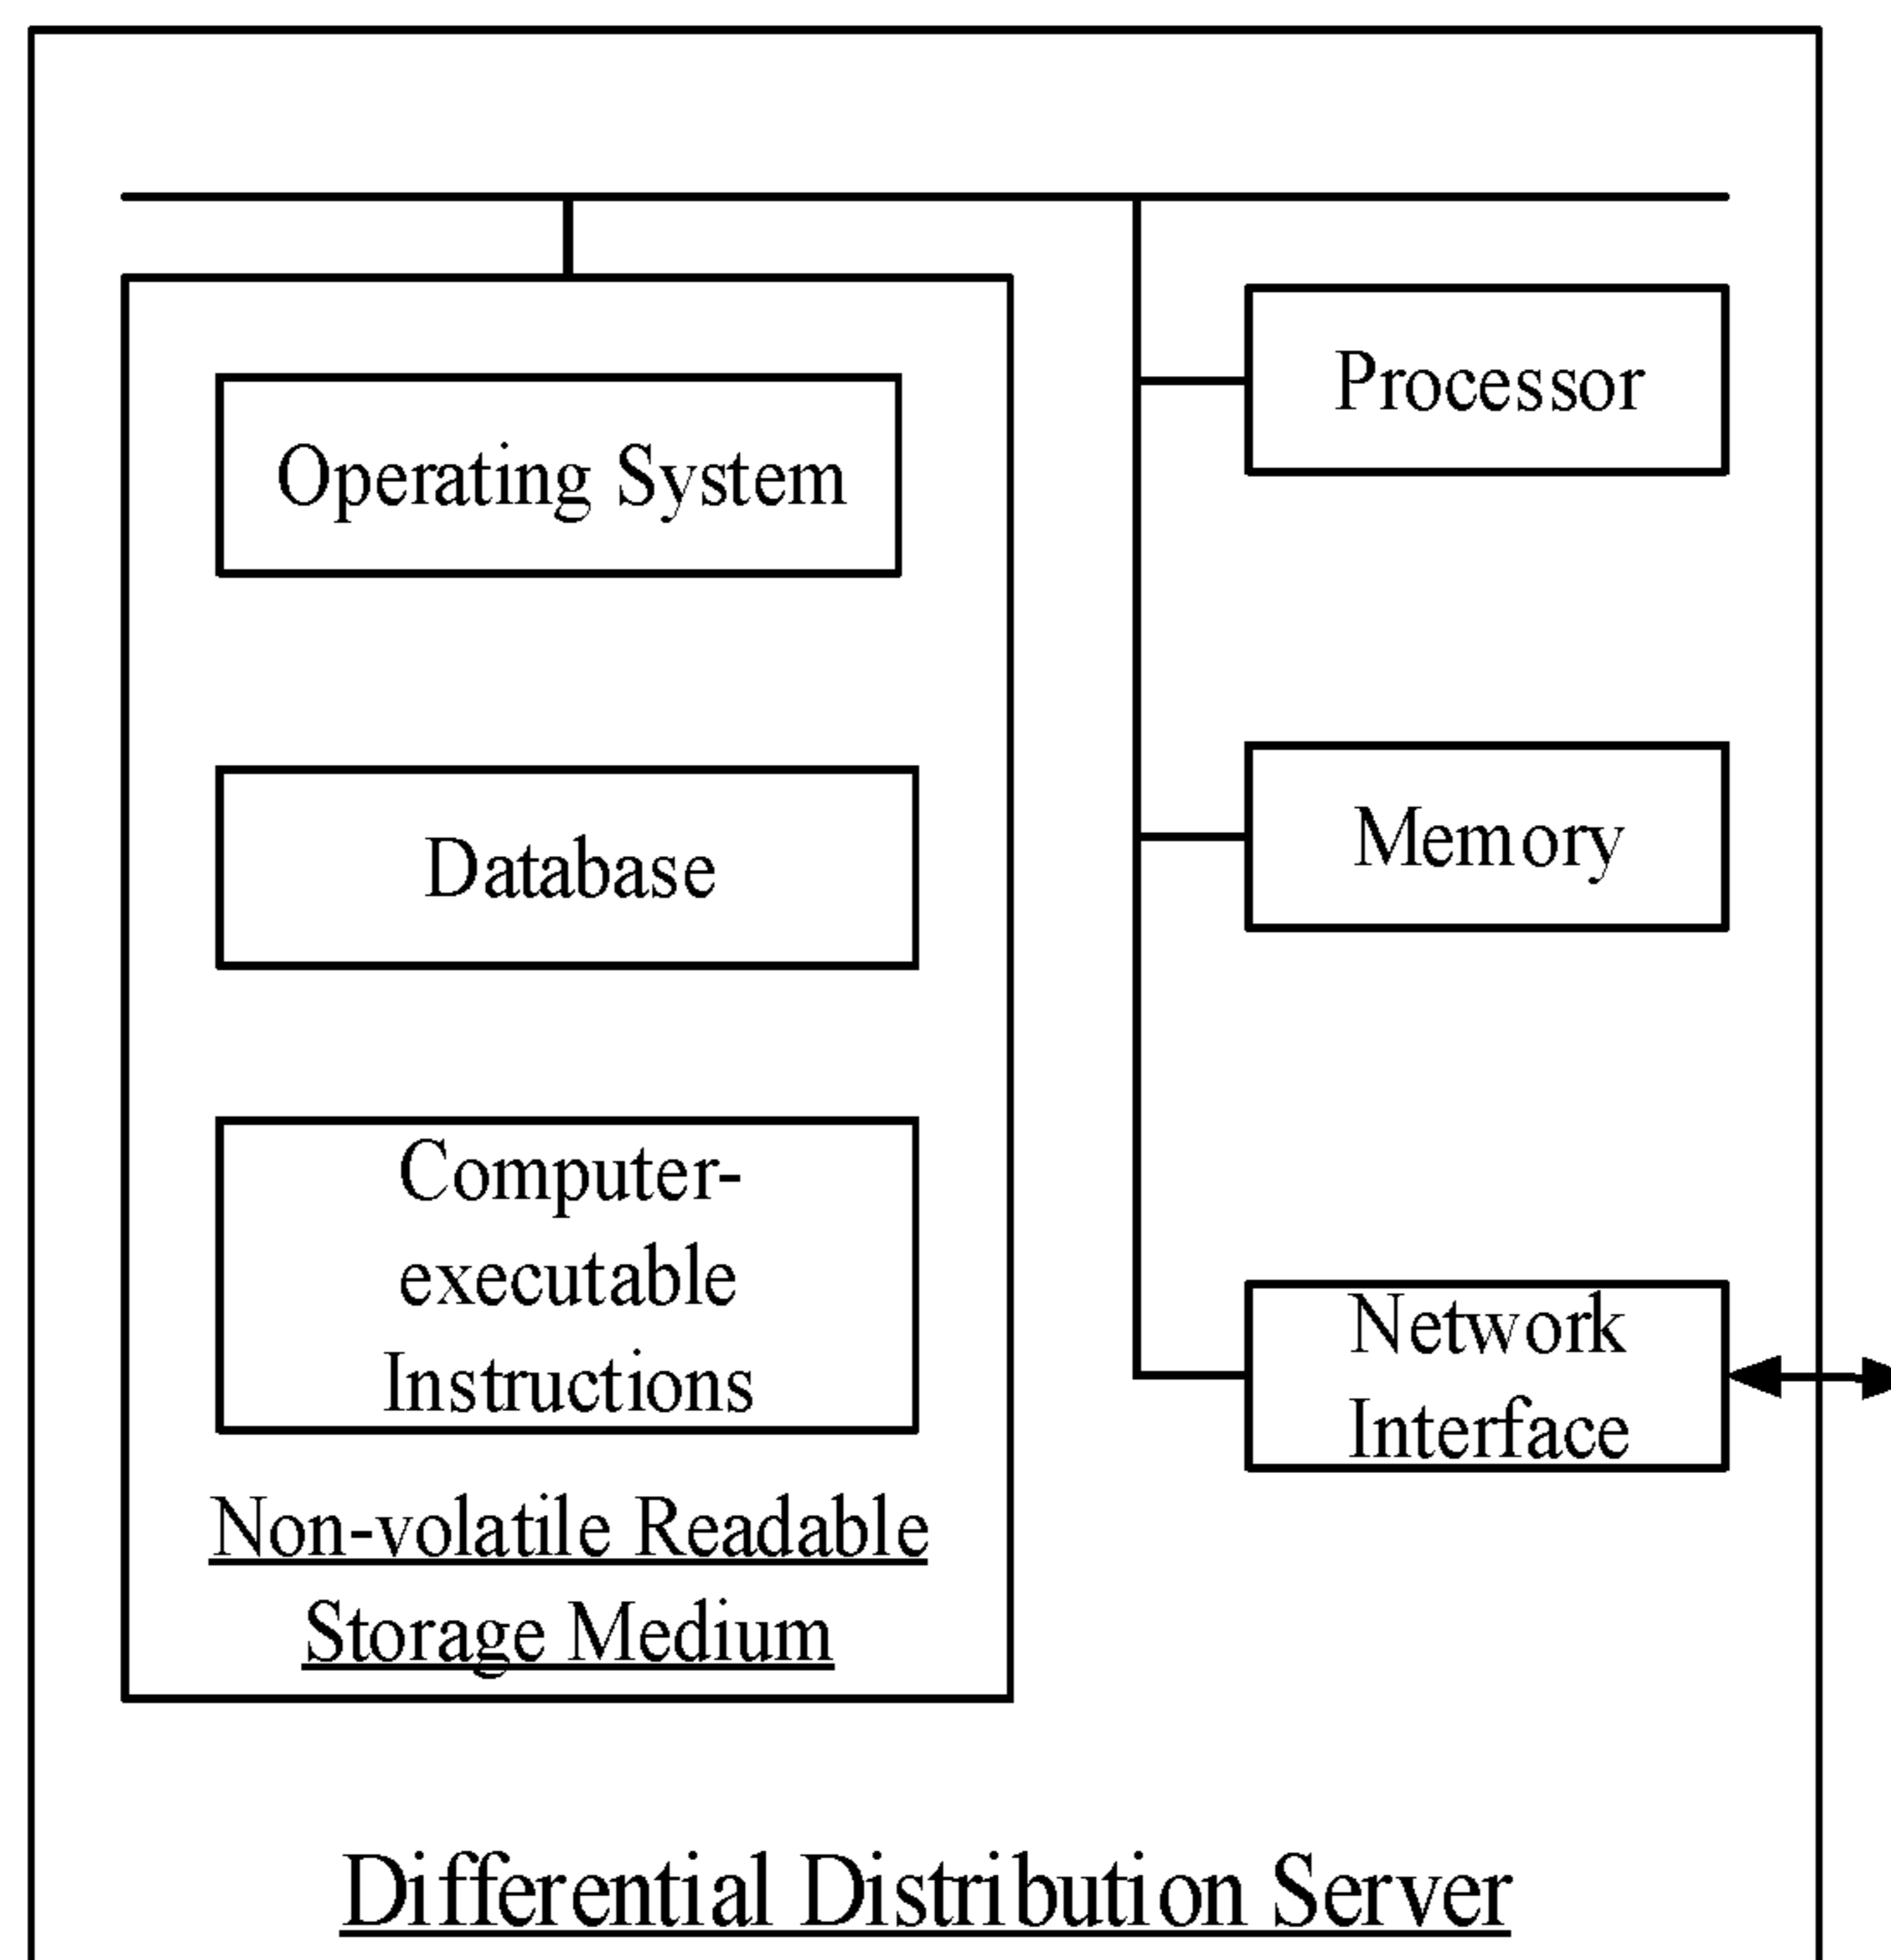 Operating System
Database
Computer-
executable
Instructions
Non-volatile Readable
Storage Medium
Processor
Memory
Network
Interface
Differential Distribution Server